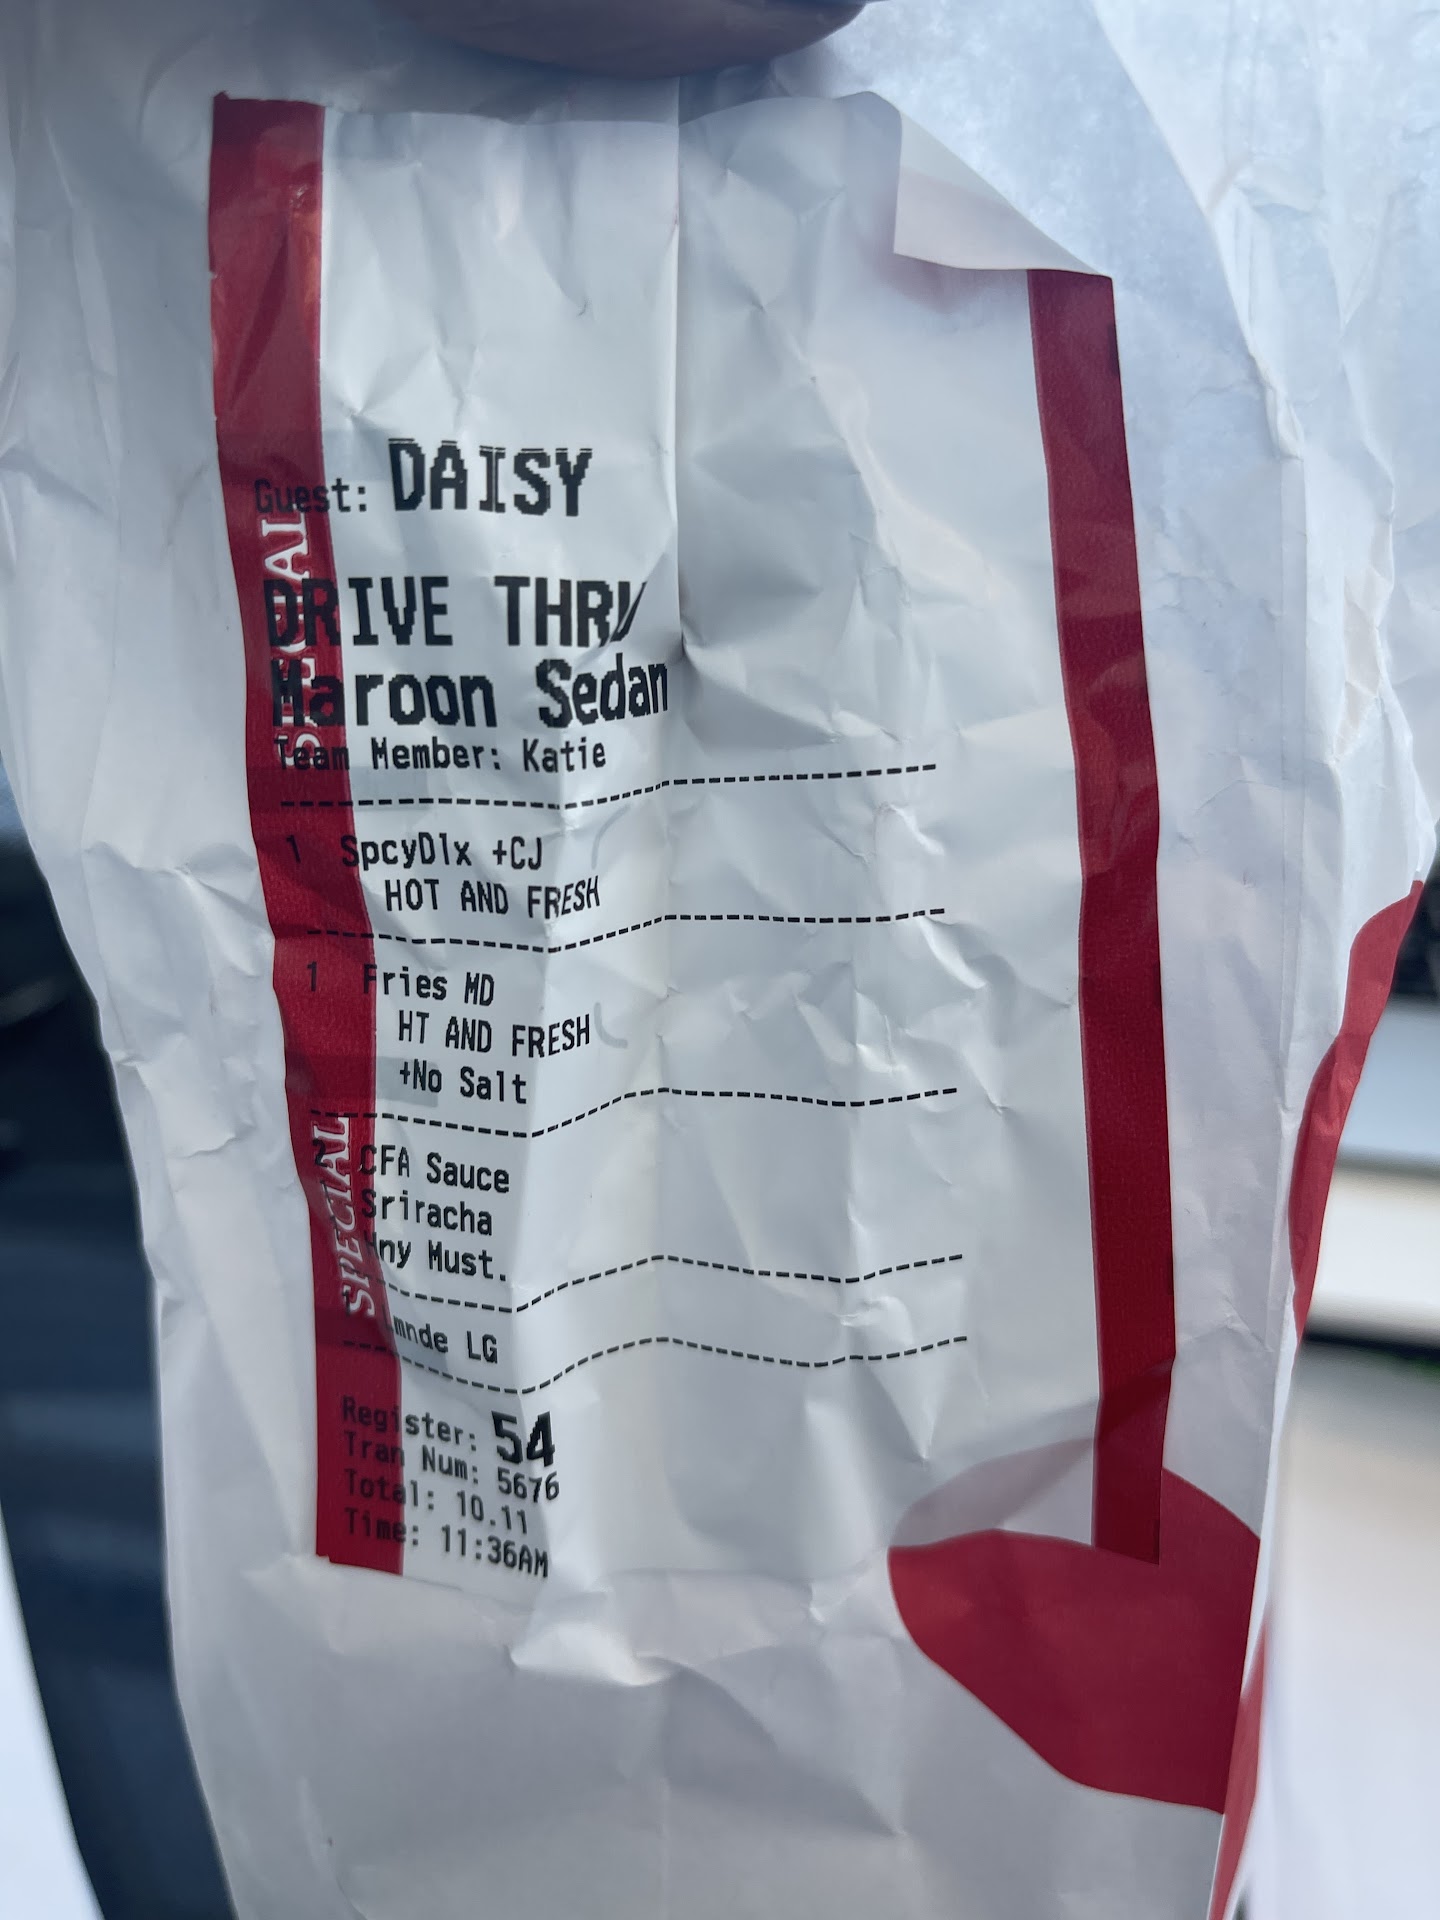 Guest: DAISY
DRIVE THRU
Maroon Sedan
Team Member: Katie
1 SpcyDlx +CJ
HOT AND FRESH
1 Fries MD
HT AND FRESH
+No Salt
2 CFA Sauce
Sriracha
Hny Must.
Lmnde LG
Register: 54
Tran Num: 5676
Total: 10.11
Time: 11:36AM
SPECIAL
SPECIAL